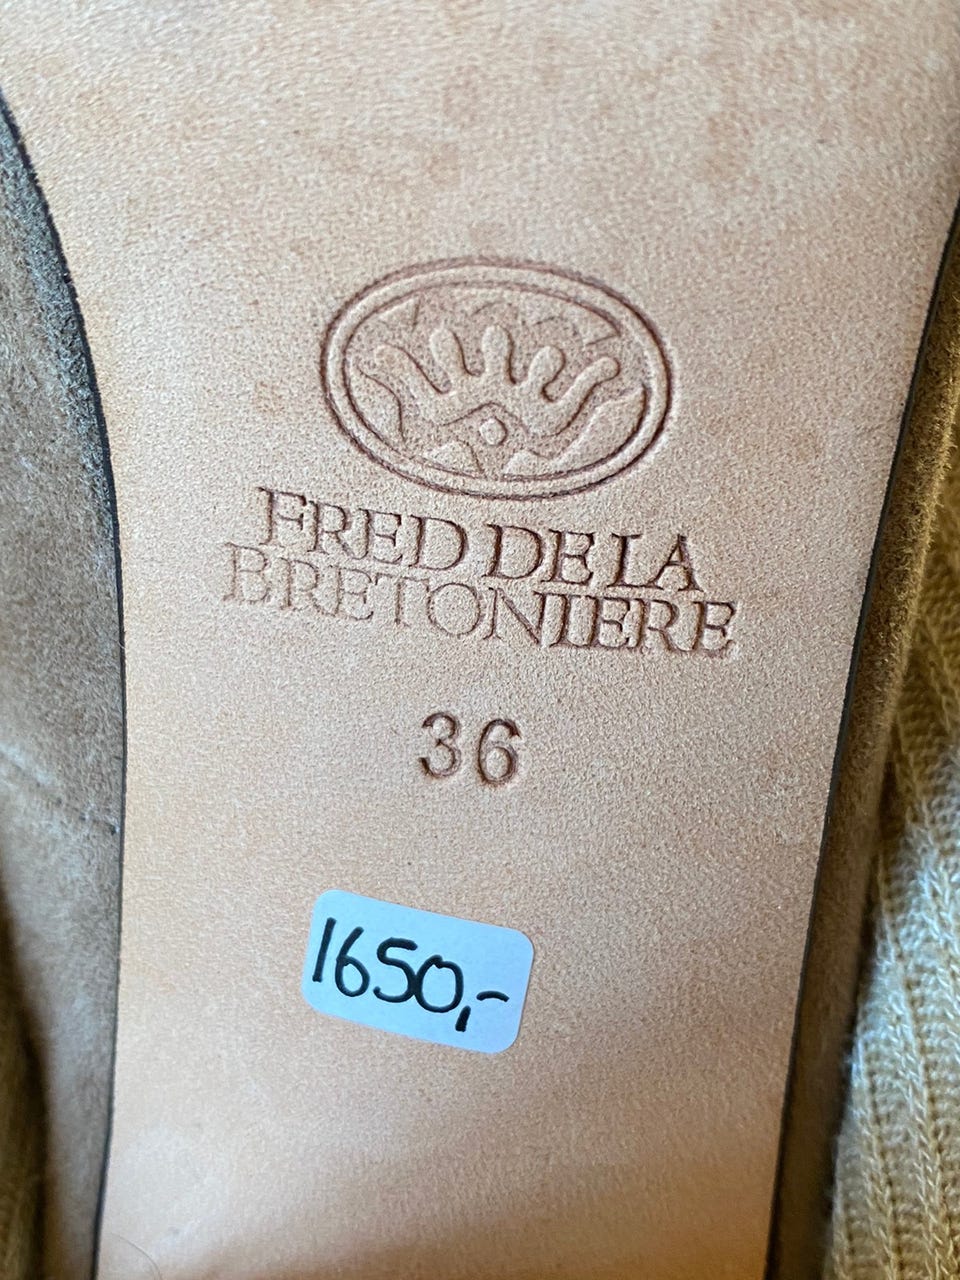 FRED DE LA
BRETONIERE
36
1650,-